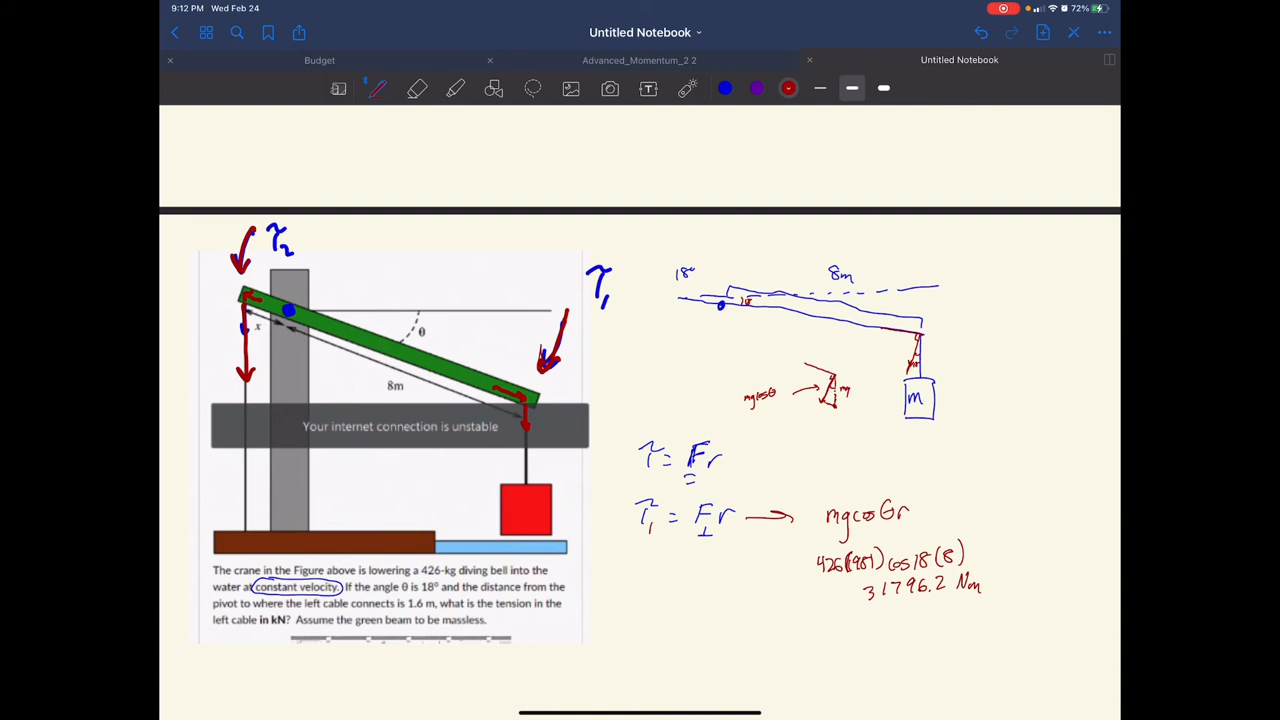 9:12 PM Wed Feb 24
72%
Untitled Notebook
Budget
Advanced_Momentum_2 2
Untitled Notebook
T
τ₂
τ₁
x
θ
8m
Your internet connection is unstable
The crane in the Figure above is lowering a 426-kg diving bell into the
water at constant velocity. If the angle θ is 18° and the distance from the
pivot to where the left cable connects is 1.6 m, what is the tension in the
left cable in kN? Assume the green beam to be massless.
18°
8m
m
mg
mgcosθ
τ = Fr
τ₁ = F⊥r → mgcosθr
426(9.81)cos18(8)
31796.2 Nm